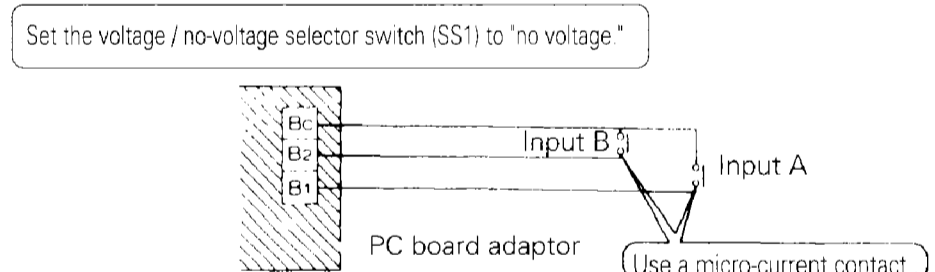 Set the voltage / no-voltage selector switch (SS1) to "no voltage."
Bc
Input B
B2
Input A
B1
PC board adaptor
Use a micro-current contact